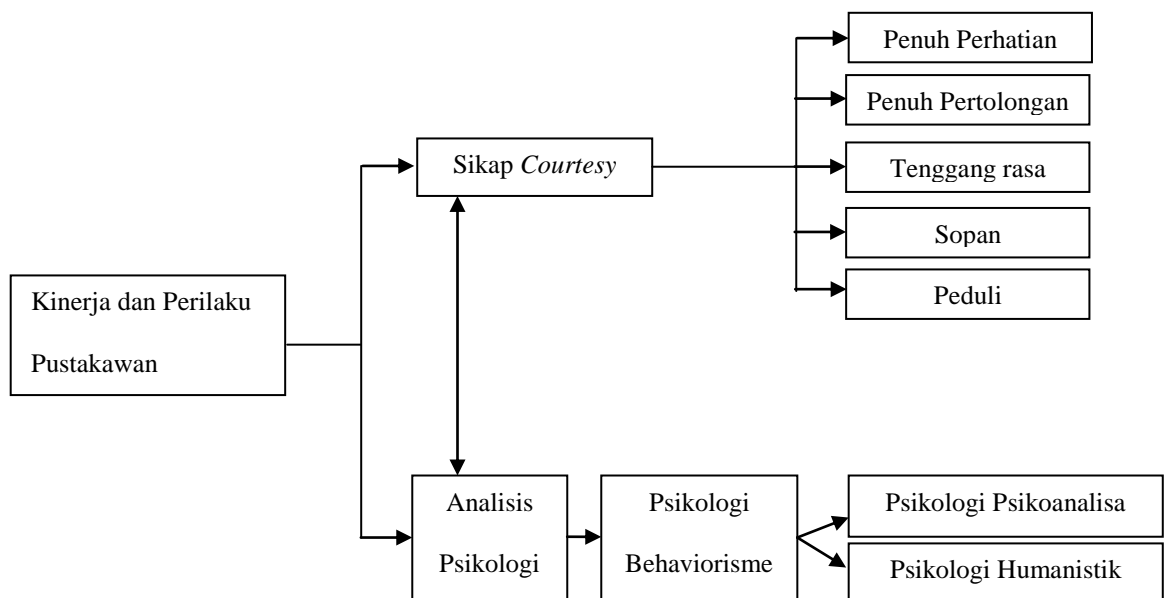 Penuh Perhatian
Penuh Pertolongan
Sikap Courtesy
Tenggang rasa
Sopan
Peduli
Kinerja dan Perilaku
Pustakawan
Analisis
Psikologi
Psikologi
Behaviorisme
Psikologi Psikoanalisa
Psikologi Humanistik